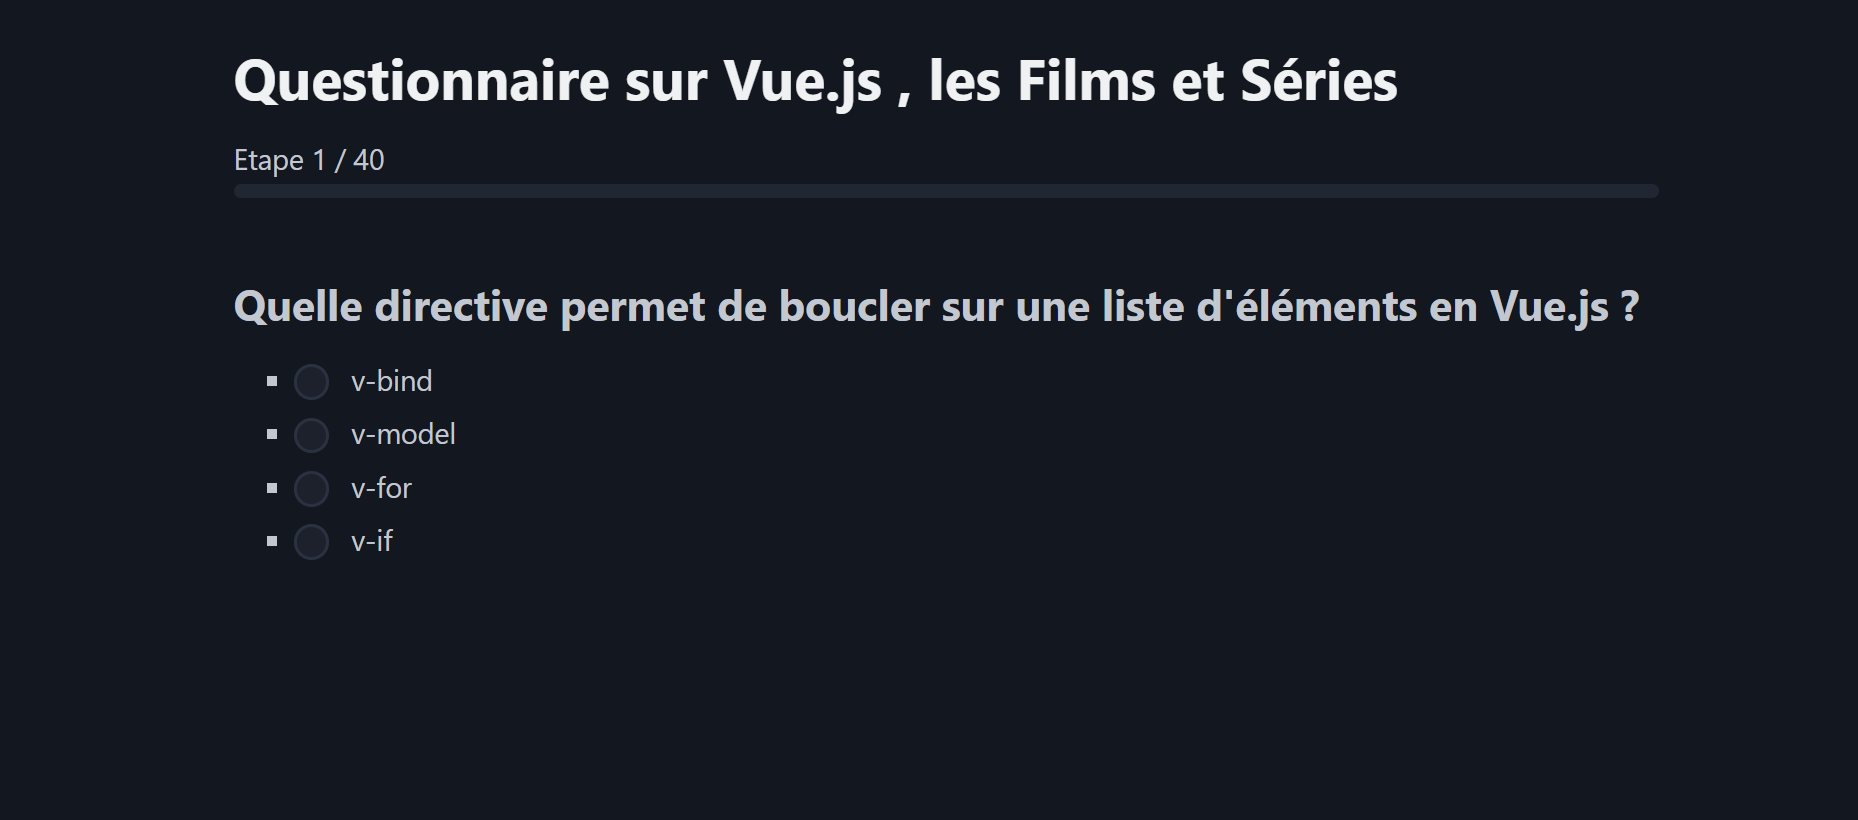 Questionnaire sur Vue.js , les Films et Séries
Etape 1 / 40
Quelle directive permet de boucler sur une liste d'éléments en Vue.js ?
v-bind
v-model
v-for
v-if